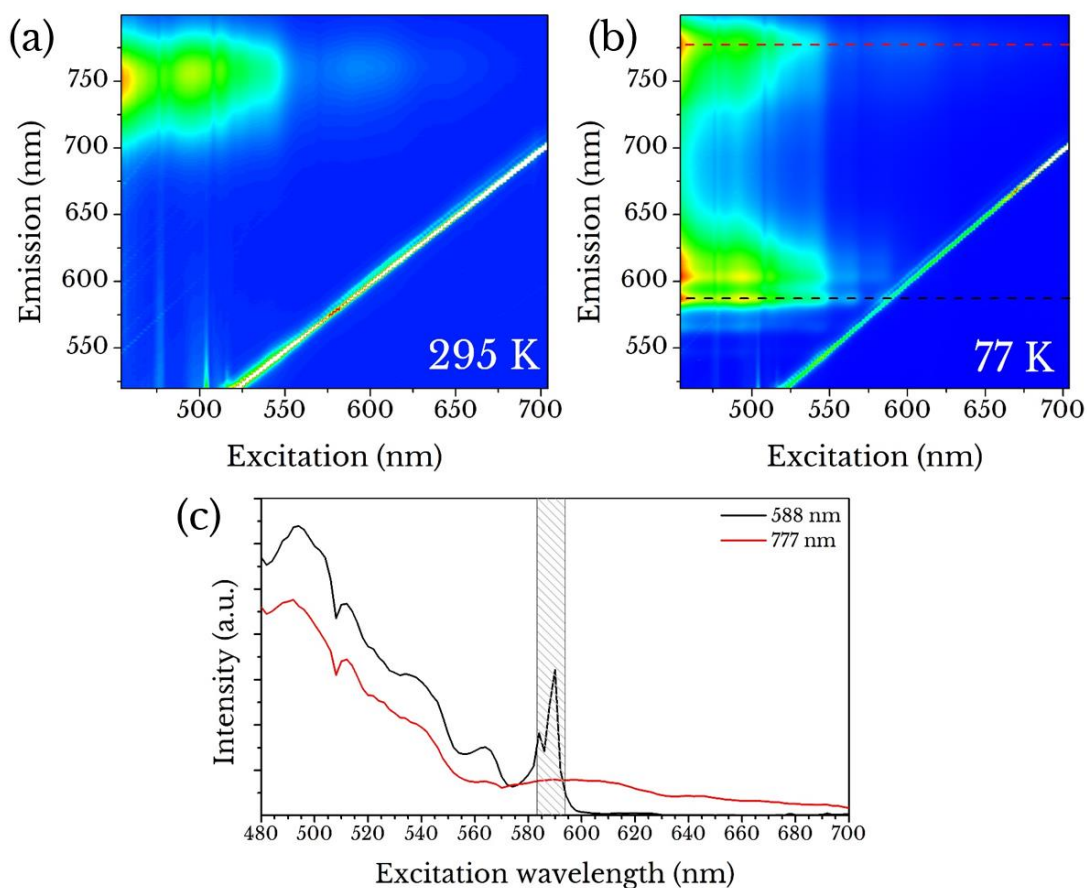 (a)
750
700
650
600
550
Emission (nm)
295 K
500 550 600 650 700
Excitation (nm)
(b)
750
700
650
600
550
Emission (nm)
77 K
500 550 600 650 700
Excitation (nm)
(c)
588 nm
777 nm
Intensity (a.u.)
480 500 520 540 560 580 600 620 640 660 680 700
Excitation wavelength (nm)